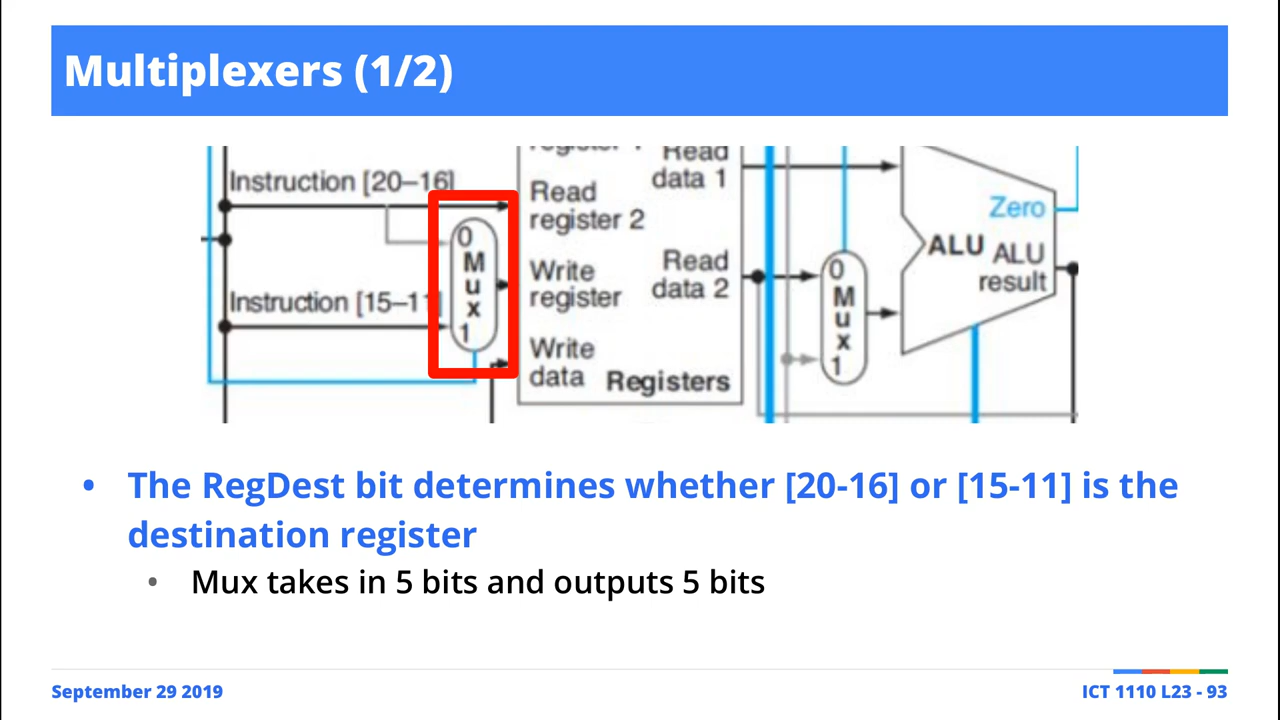 Multiplexers (1/2)
Instruction [20–16]
Read
data 1
Read
register 2
Zero
0
M
u
x
1
Write
register
Read
data 2
0
M
u
x
1
ALU
ALU
result
Instruction [15–1
Write
data
Registers
• The RegDest bit determines whether [20-16] or [15-11] is the
destination register
• Mux takes in 5 bits and outputs 5 bits
September 29 2019
ICT 1110 L23 - 93